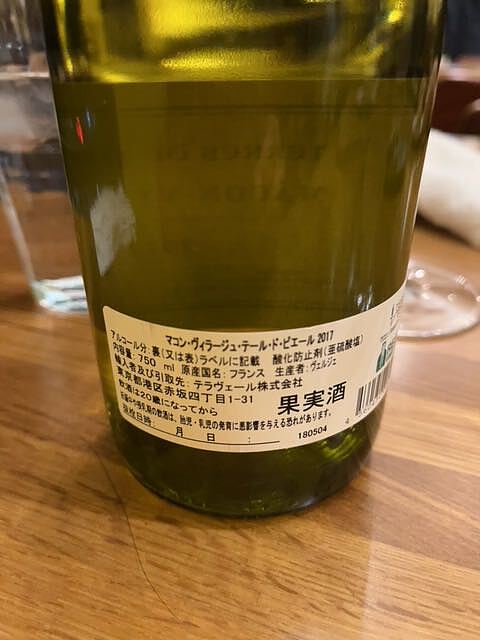 マコン・ヴィラージュ・テール・ド・ピエール 2017
アルコール分：裏(又は表)ラベルに記載 酸化防止剤(亜硫酸塩)
内容量：750 ml 原産国名：フランス 生産者：ヴェルジェ
輸入者及び引取先：テラヴェール株式会社
東京都港区赤坂四丁目1-31
飲酒は20歳になってから
果実酒
妊娠中や授乳期の飲酒は、胎児・乳児の発育に悪影響を与える恐れがあります。
抜栓日時： 月 日 ：
180504